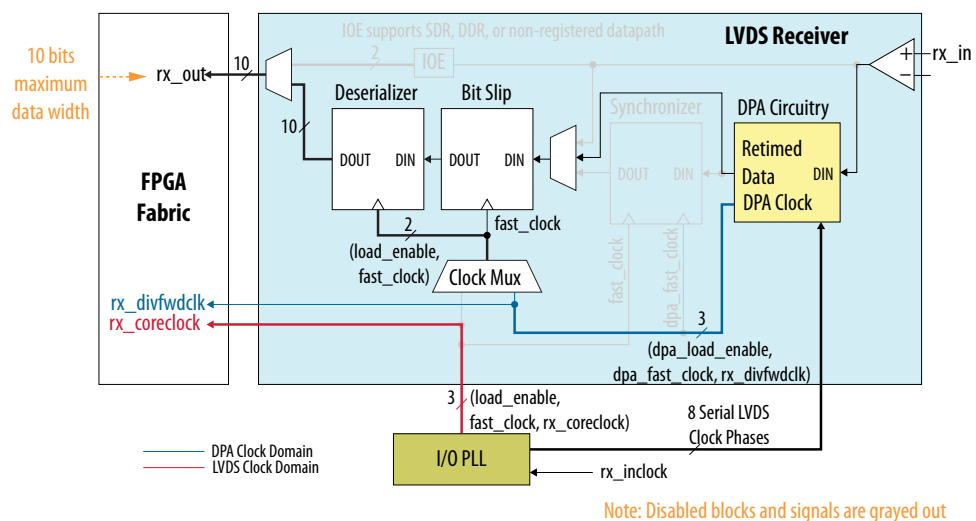 IOE supports SDR, DDR, or non-registered datapath
LVDS Receiver
10 bits
maximum
data width
rx_out
10
2
IOE
rx_in
+
−
Deserializer
Bit Slip
Synchronizer
DPA Circuitry
10
DOUT
DIN
DOUT
DIN
DOUT
DIN
Retimed
Data
DIN
DPA Clock
FPGA
Fabric
2
fast_clock
(load_enable,
fast_clock)
Clock Mux
fast_clock
dpa_fast_clock
rx_divfwdclk
rx_coreclock
3
(dpa_load_enable,
dpa_fast_clock, rx_divfwdclk)
3
(load_enable,
fast_clock, rx_coreclock)
8 Serial LVDS
Clock Phases
I/O PLL
rx_inclock
DPA Clock Domain
LVDS Clock Domain
Note: Disabled blocks and signals are grayed out